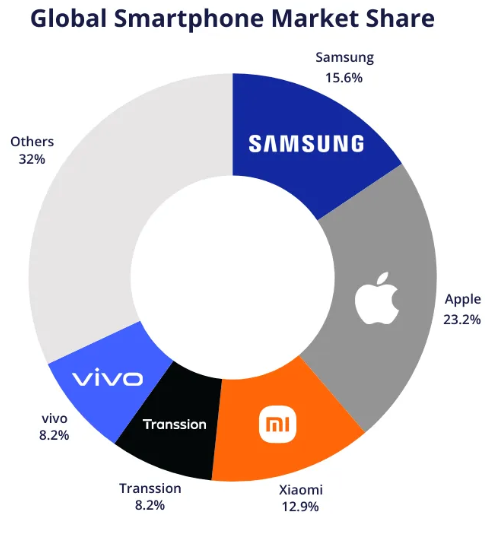 Global Smartphone Market Share
Samsung
15.6%
SAMSUNG
Others
32%
Apple
23.2%
vivo
mi
Transsion
vivo
8.2%
Transsion
8.2%
Xiaomi
12.9%